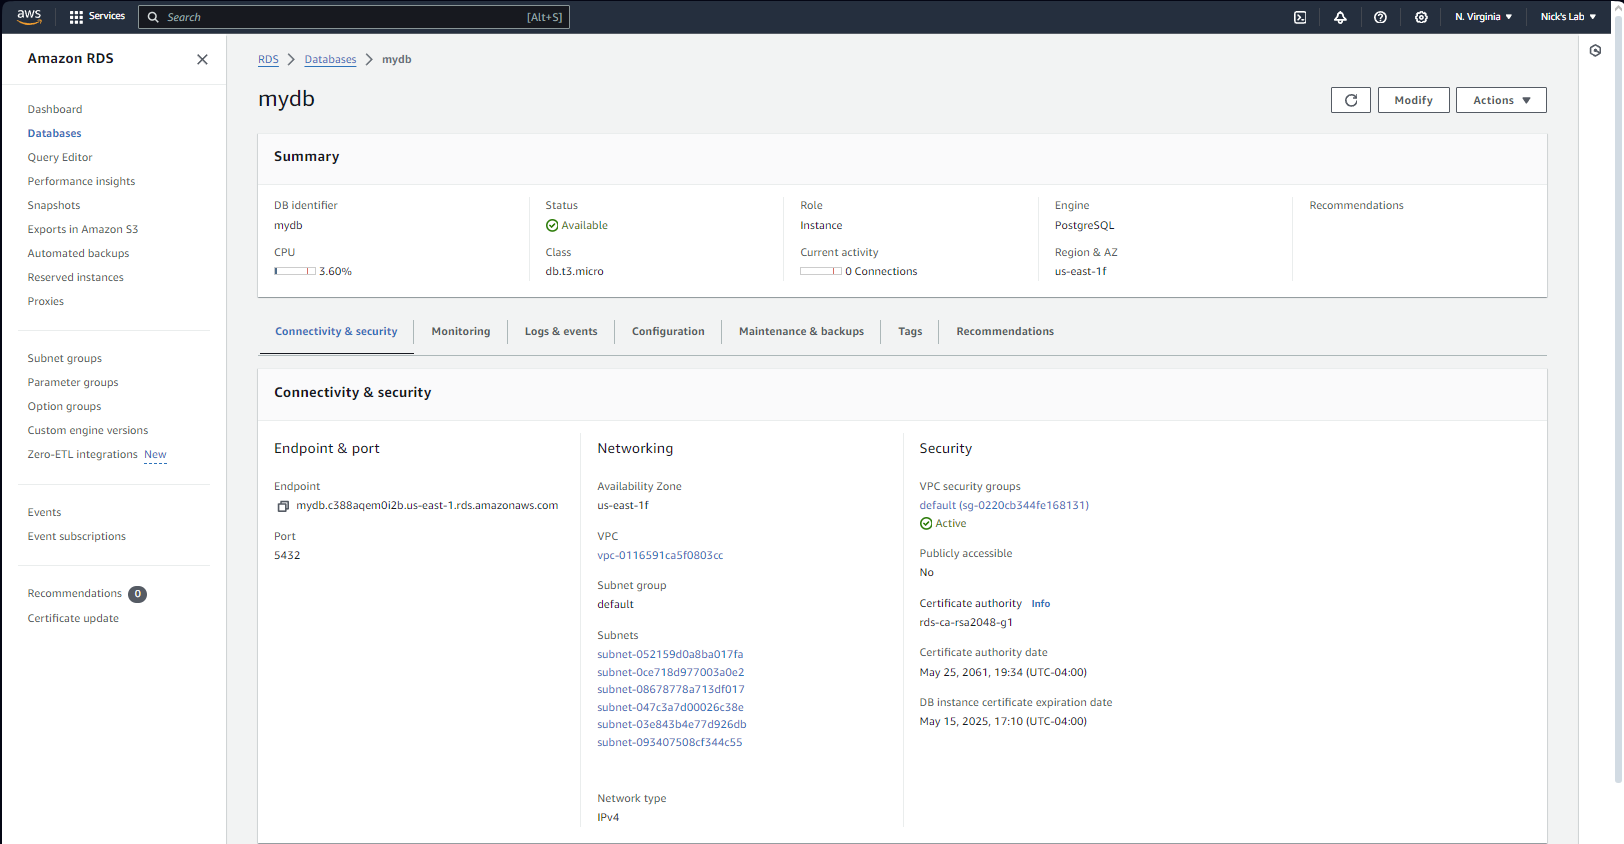 aws
Services
Search
[Alt+S]
N. Virginia
Nick's Lab
Amazon RDS
Dashboard
Databases
Query Editor
Performance insights
Snapshots
Exports in Amazon S3
Automated backups
Reserved instances
Proxies
Subnet groups
Parameter groups
Option groups
Custom engine versions
Zero-ETL integrations New
Events
Event subscriptions
Recommendations 0
Certificate update
RDS
Databases
mydb
mydb
Modify
Actions
Summary
DB identifier
mydb
CPU
3.60%
Status
Available
Class
db.t3.micro
Role
Instance
Current activity
0 Connections
Engine
PostgreSQL
Region & AZ
us-east-1f
Recommendations
Connectivity & security
Monitoring
Logs & events
Configuration
Maintenance & backups
Tags
Recommendations
Connectivity & security
Endpoint & port
Endpoint
mydb.c388aqem0i2b.us-east-1.rds.amazonaws.com
Port
5432
Networking
Availability Zone
us-east-1f
VPC
vpc-0116591ca5f0803cc
Subnet group
default
Subnets
subnet-052159d0a8ba017fa
subnet-0ce718d977003a0e2
subnet-08678778a713df017
subnet-047c3a7d00026c38e
subnet-03e843b4e77d926db
subnet-093407508cf344c55
Network type
IPv4
Security
VPC security groups
default (sg-0220cb344fe168131)
Active
Publicly accessible
No
Certificate authority Info
rds-ca-rsa2048-g1
Certificate authority date
May 25, 2061, 19:34 (UTC-04:00)
DB instance certificate expiration date
May 15, 2025, 17:10 (UTC-04:00)